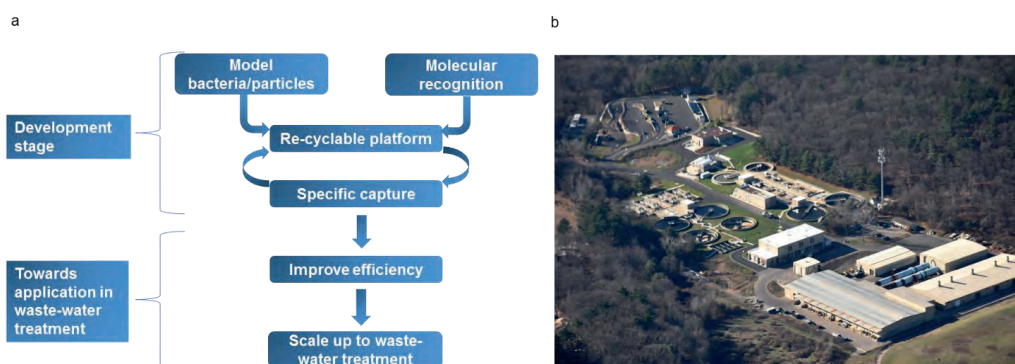 a
b
Model
bacteria/particles
Molecular
recognition
Development
stage
Re-cyclable platform
Specific capture
Towards
application in
waste-water
treatment
Improve efficiency
Scale up to waste-
water treatment